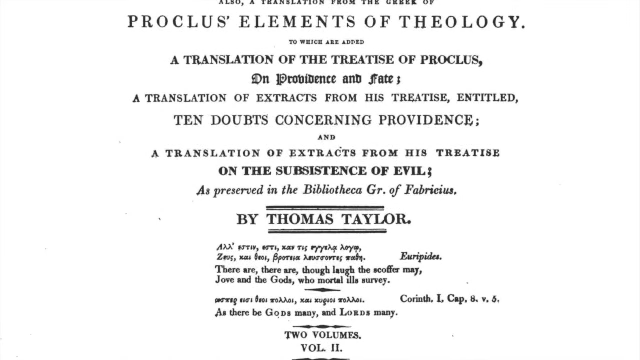 ALSO, A TRANSLATION FROM THE GREEK OF
PROCLUS' ELEMENTS OF THEOLOGY.
TO WHICH ARE ADDED
A TRANSLATION OF THE TREATISE OF PROCLUS,
On Providence and Fate;
A TRANSLATION OF EXTRACTS FROM HIS TREATISE, ENTITLED,
TEN DOUBTS CONCERNING PROVIDENCE;
AND
A TRANSLATION OF EXTRACTS FROM HIS TREATISE
ON THE SUBSISTENCE OF EVIL;
As preserved in the Bibliotheca Gr. of Fabricius.
BY THOMAS TAYLOR.
Αλλ' εστιν, εστι, καν τις εγγελᾳ λογῳ,
Ζευς, και θεοι, βροτεια λευσσοντες παθη. Euripides.
There are, there are, though laugh the scoffer may,
Jove and the Gods, who mortal ills survey.
ωσπερ εισι θεοι πολλοι, και κυριοι πολλοι. Corinth. I. Cap. 8. v. 5.
As there be GODS many, and LORDS many.
TWO VOLUMES.
VOL. II.